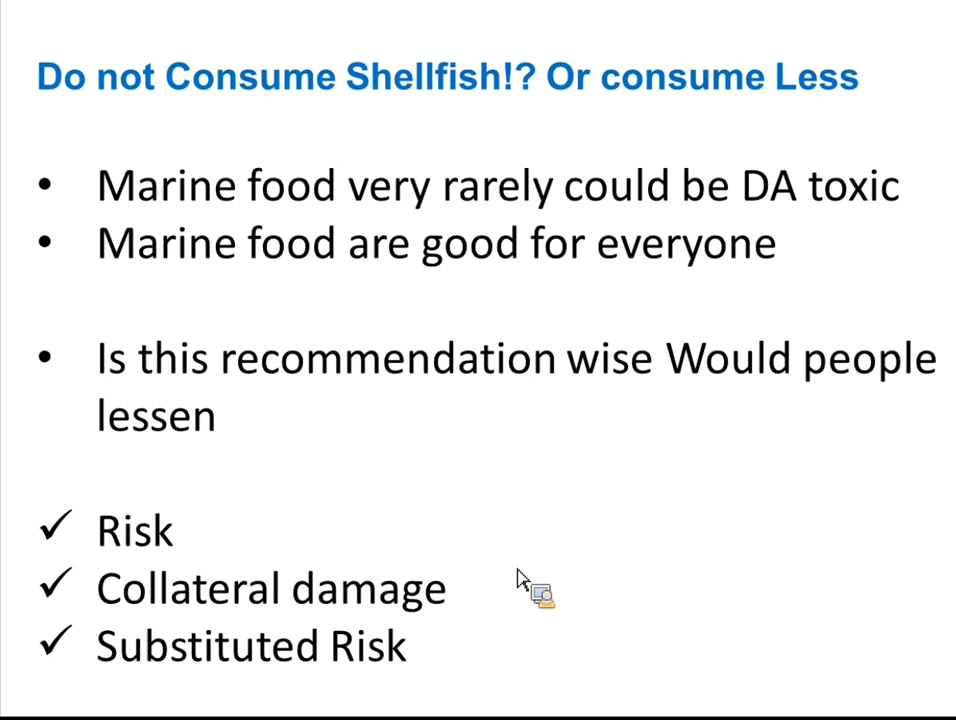 Do not Consume Shellfish!? Or consume Less
• Marine food very rarely could be DA toxic
• Marine food are good for everyone
• Is this recommendation wise Would people
lessen
✓ Risk
✓ Collateral damage
✓ Substituted Risk